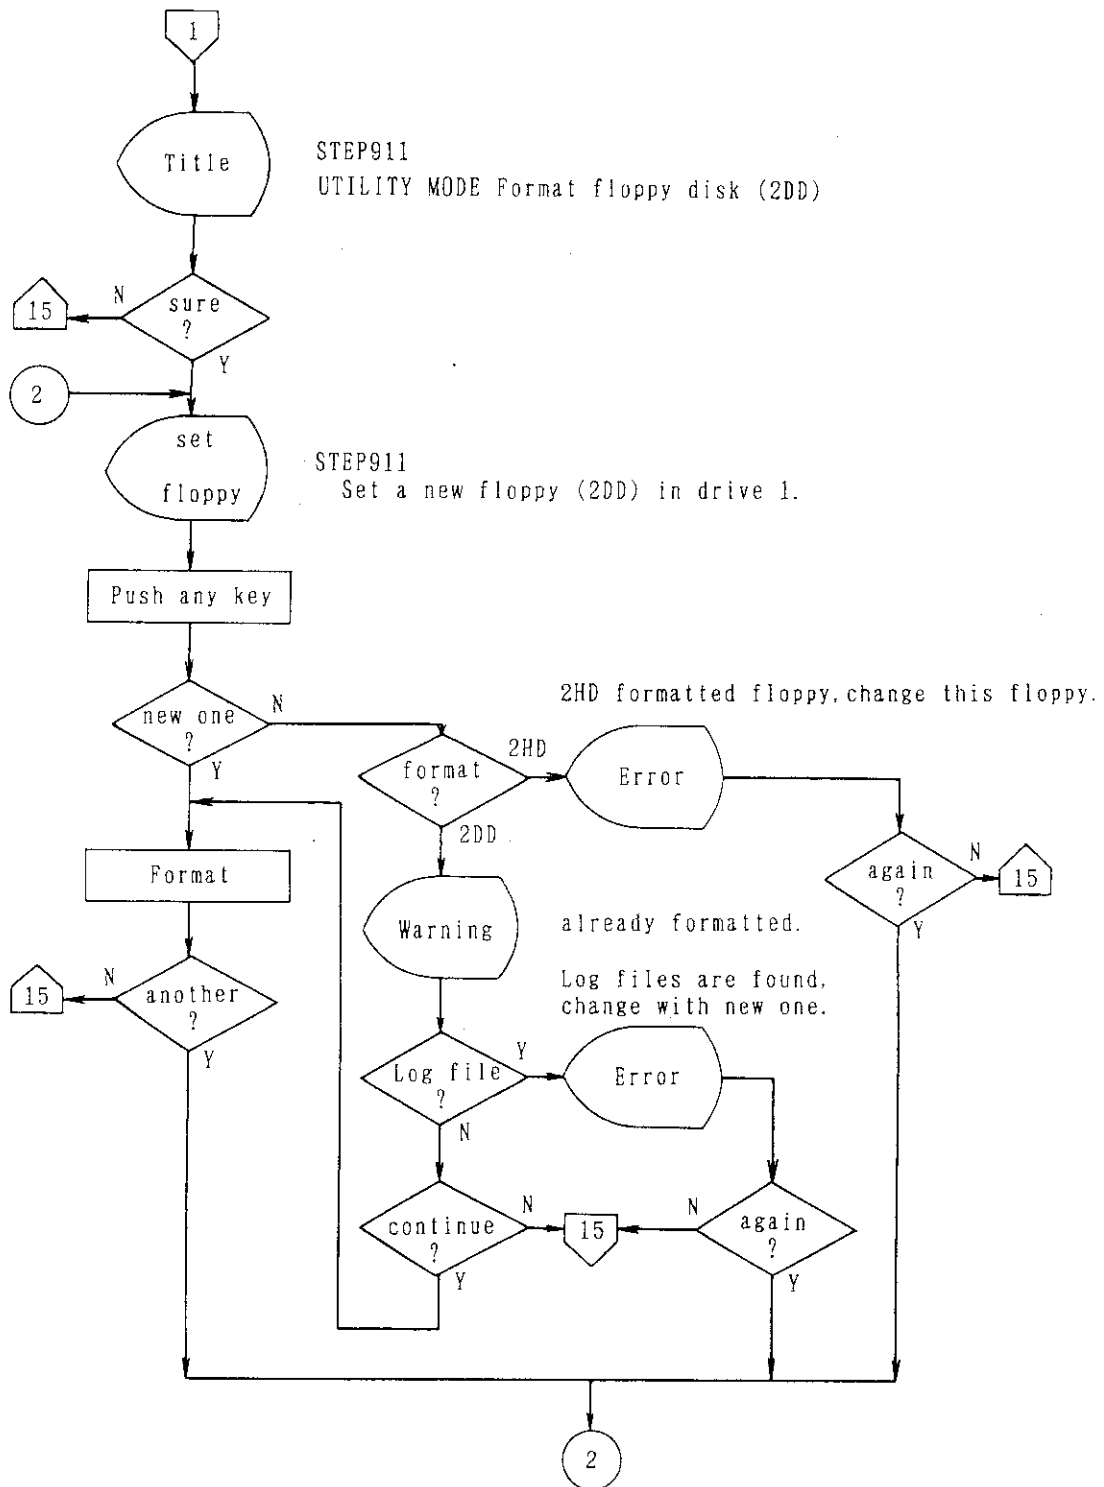 1
Title
STEP911
UTILITY MODE Format floppy disk (2DD)
15
N
sure
?
Y
2
set
floppy
STEP911
Set a new floppy (2DD) in drive 1.
Push any key
new one
?
N
Y
2HD formatted floppy, change this floppy.
format
?
2HD
Error
2DD
again
?
N
15
Y
Format
Warning
already formatted.
Log files are found,
change with new one.
15
N
another
?
Y
Log file
?
Y
Error
N
continue
?
N
15
N
again
?
Y
Y
2